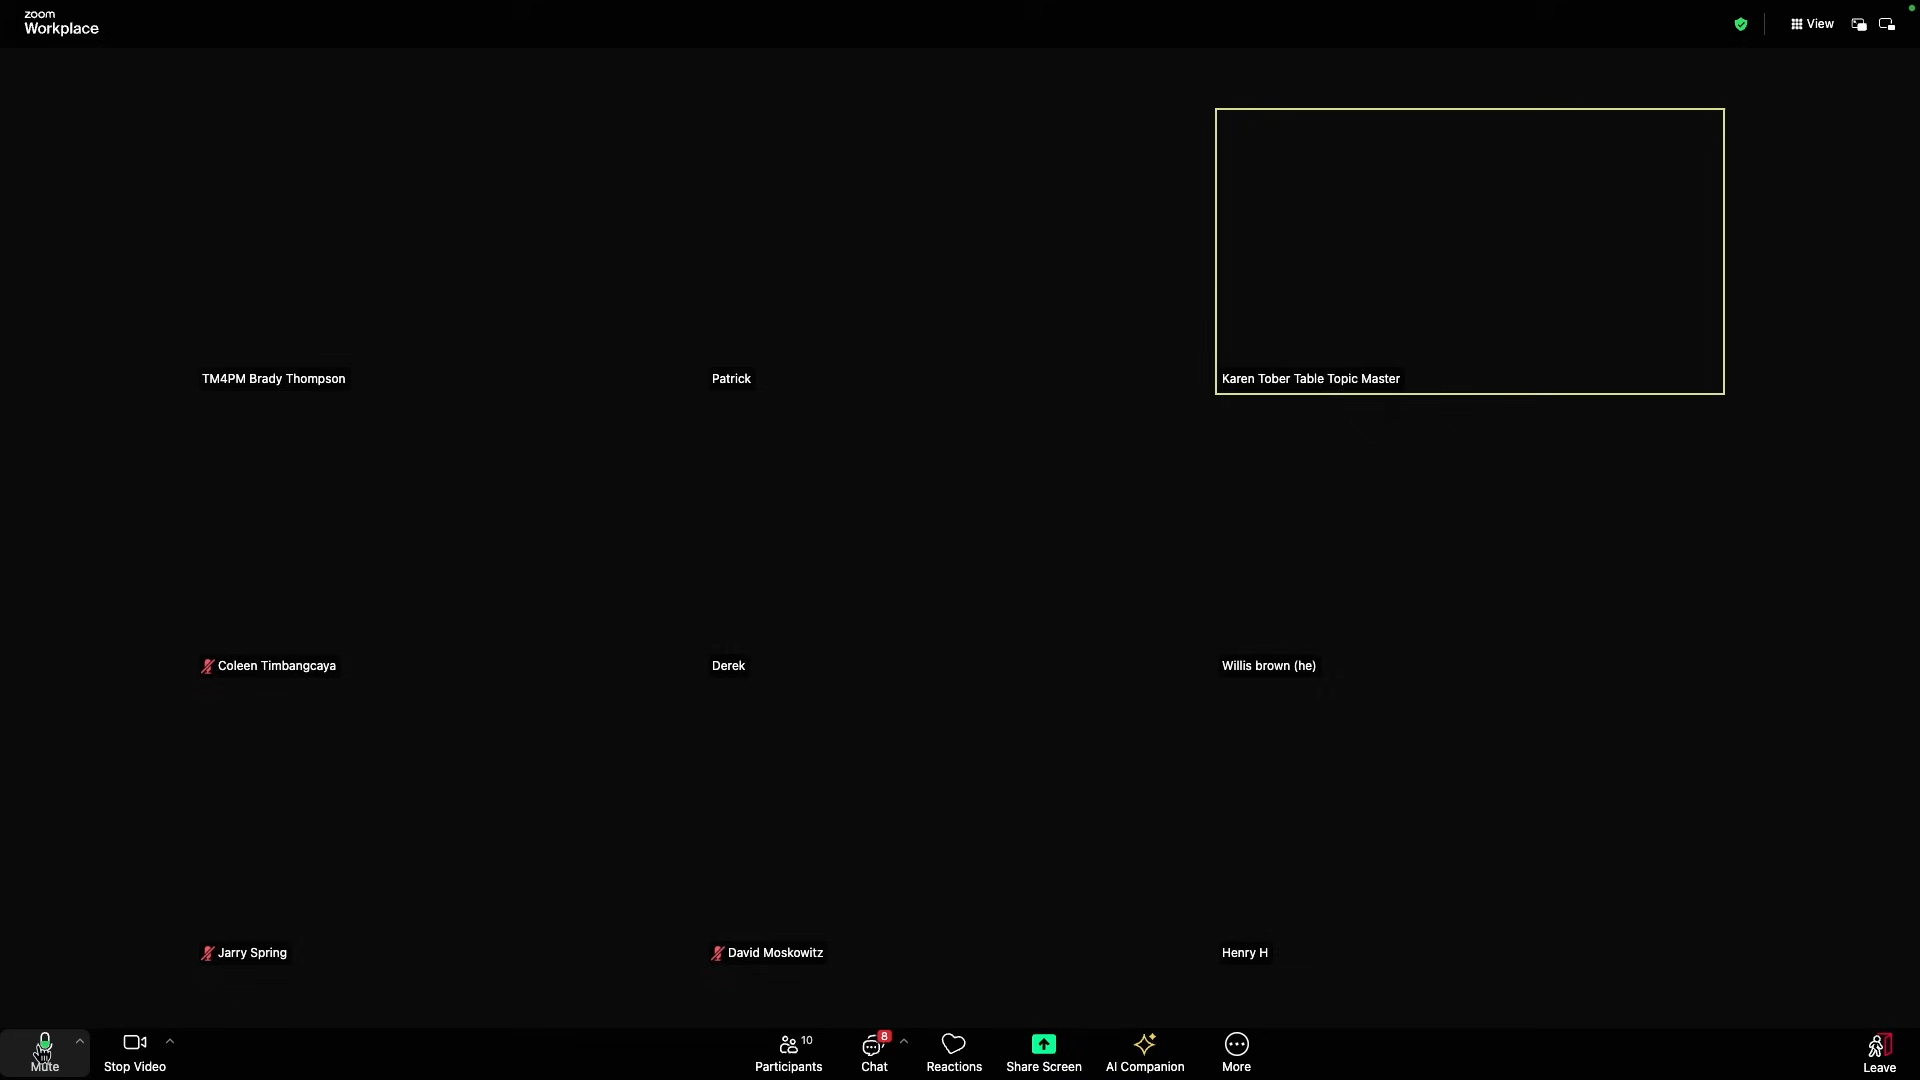 zoom
Workplace
View
TM4PM Brady Thompson
Patrick
Karen Tober Table Topic Master
Coleen Timbangcaya
Derek
Willis brown (he)
Jarry Spring
David Moskowitz
Henry H
Mute
Stop Video
Participants 10
Chat 8
Reactions
Share Screen
AI Companion
More
Leave